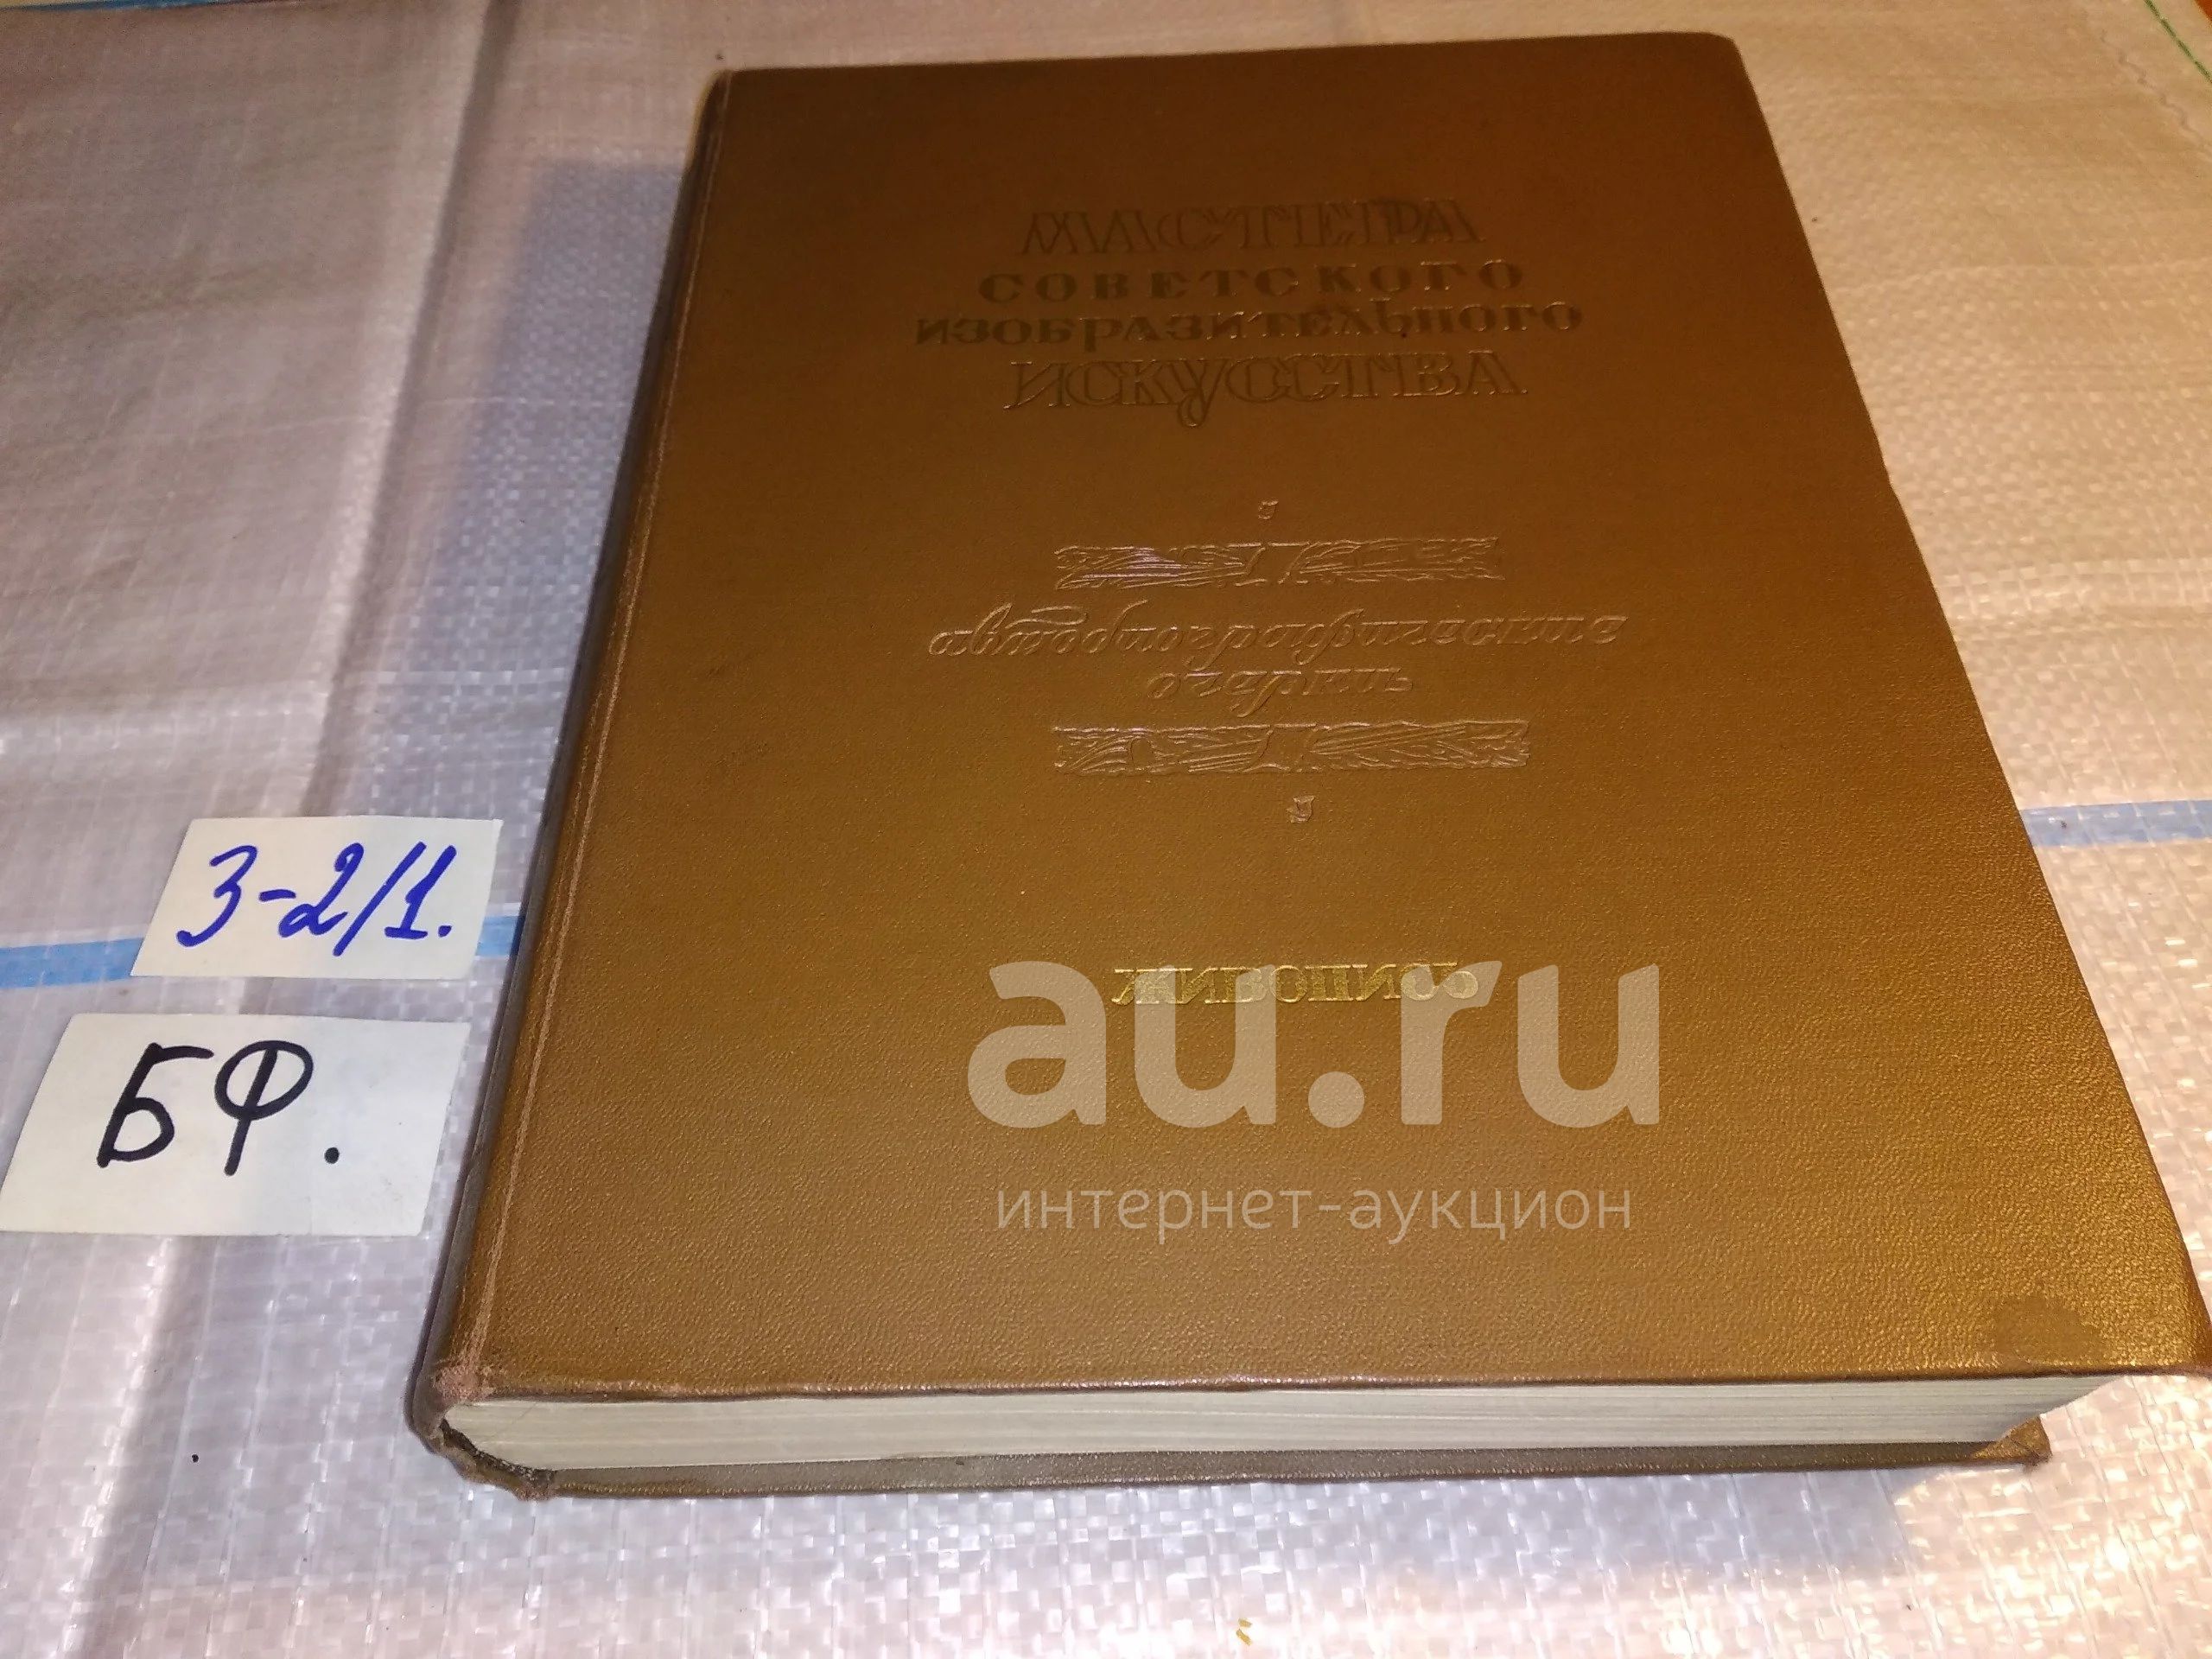 МАСТЕРА
СОВЕТСКОГО
ИЗОБРАЗИТЕЛЬНОГО
ИСКУССТВА
автобиографические
очерки
ЖИВОПИСЬ
3-2/1.
БФ.
au.ru
интернет-аукцион